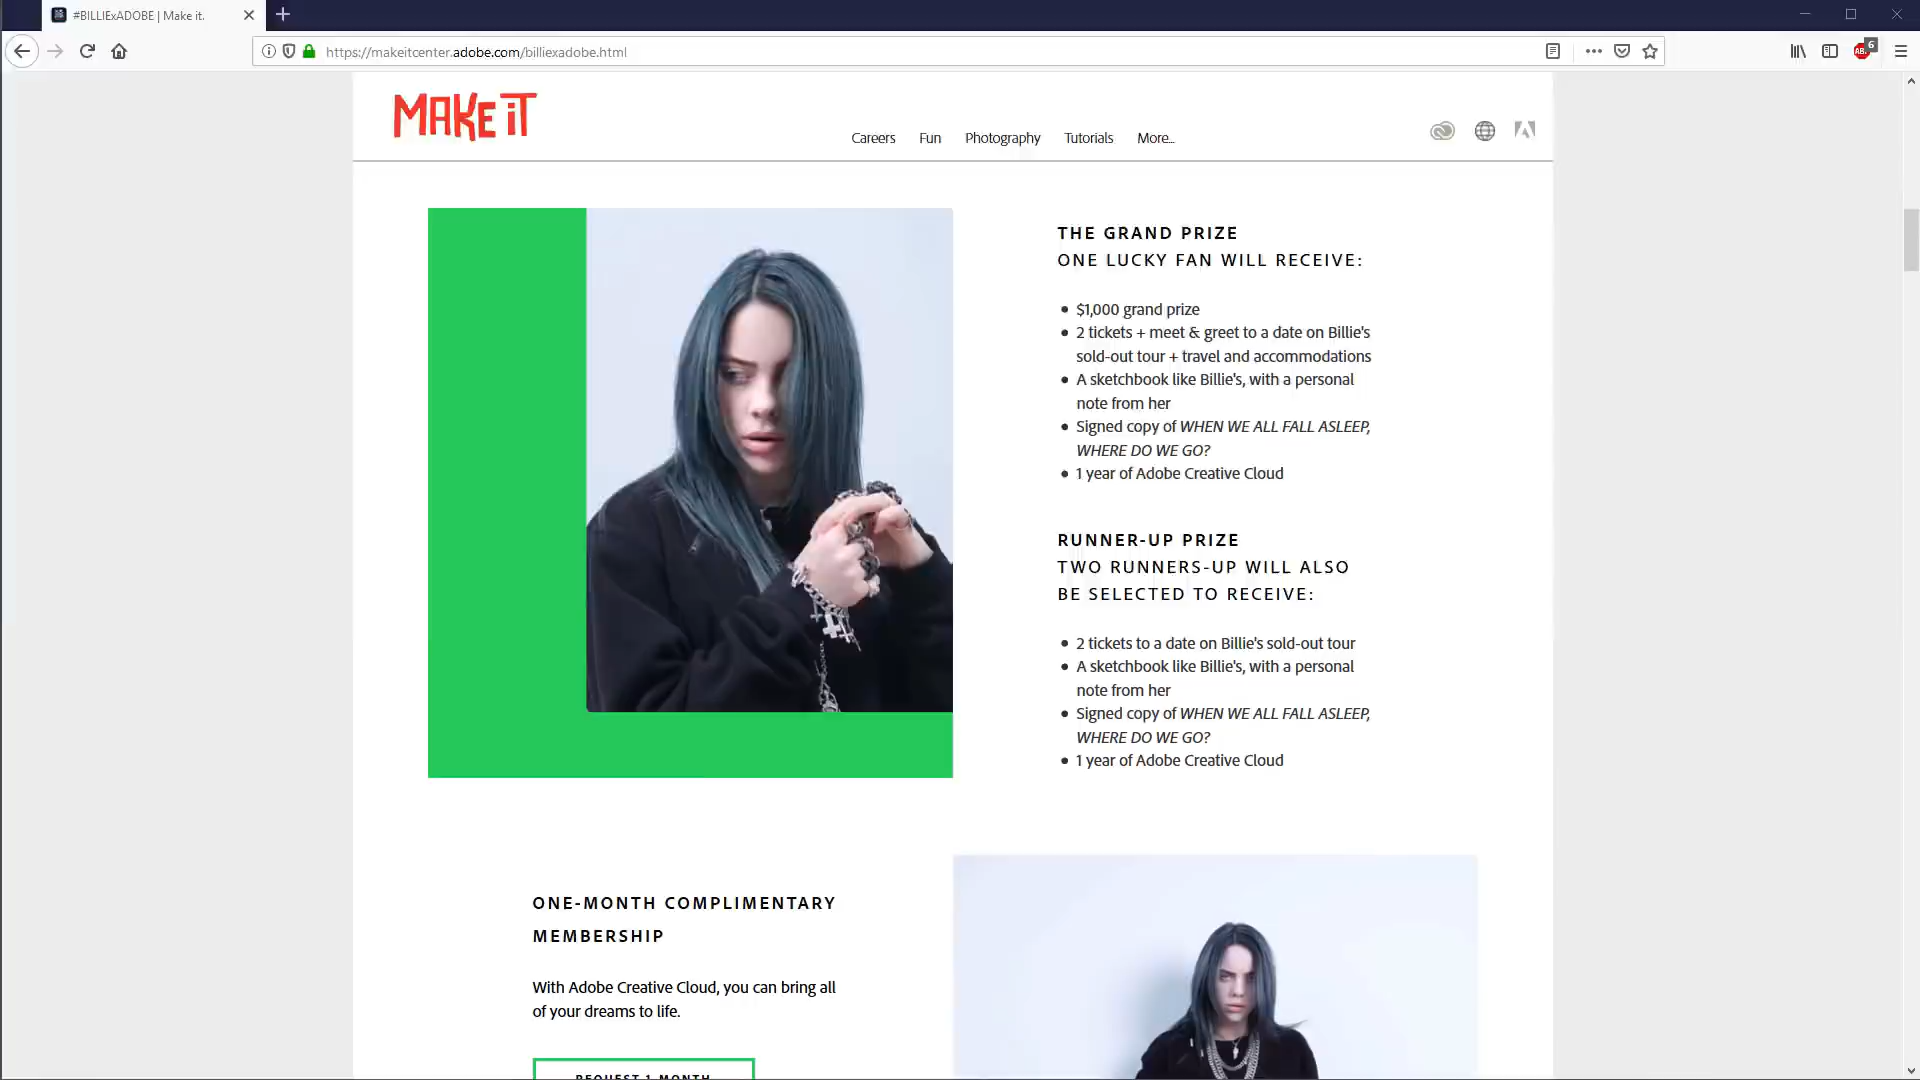 #BILLIExADOBE | Make it.
https://makeitcenter.adobe.com/billiexadobe.html
ABP
6
MAKE iT
Careers
Fun
Photography
Tutorials
More...
THE GRAND PRIZE
ONE LUCKY FAN WILL RECEIVE:
• $1,000 grand prize
• 2 tickets + meet & greet to a date on Billie's
sold-out tour + travel and accommodations
• A sketchbook like Billie's, with a personal
note from her
• Signed copy of WHEN WE ALL FALL ASLEEP,
WHERE DO WE GO?
• 1 year of Adobe Creative Cloud
RUNNER-UP PRIZE
TWO RUNNERS-UP WILL ALSO
BE SELECTED TO RECEIVE:
• 2 tickets to a date on Billie's sold-out tour
• A sketchbook like Billie's, with a personal
note from her
• Signed copy of WHEN WE ALL FALL ASLEEP,
WHERE DO WE GO?
• 1 year of Adobe Creative Cloud
ONE-MONTH COMPLIMENTARY
MEMBERSHIP
With Adobe Creative Cloud, you can bring all
of your dreams to life.
REQUEST 1 MONTH